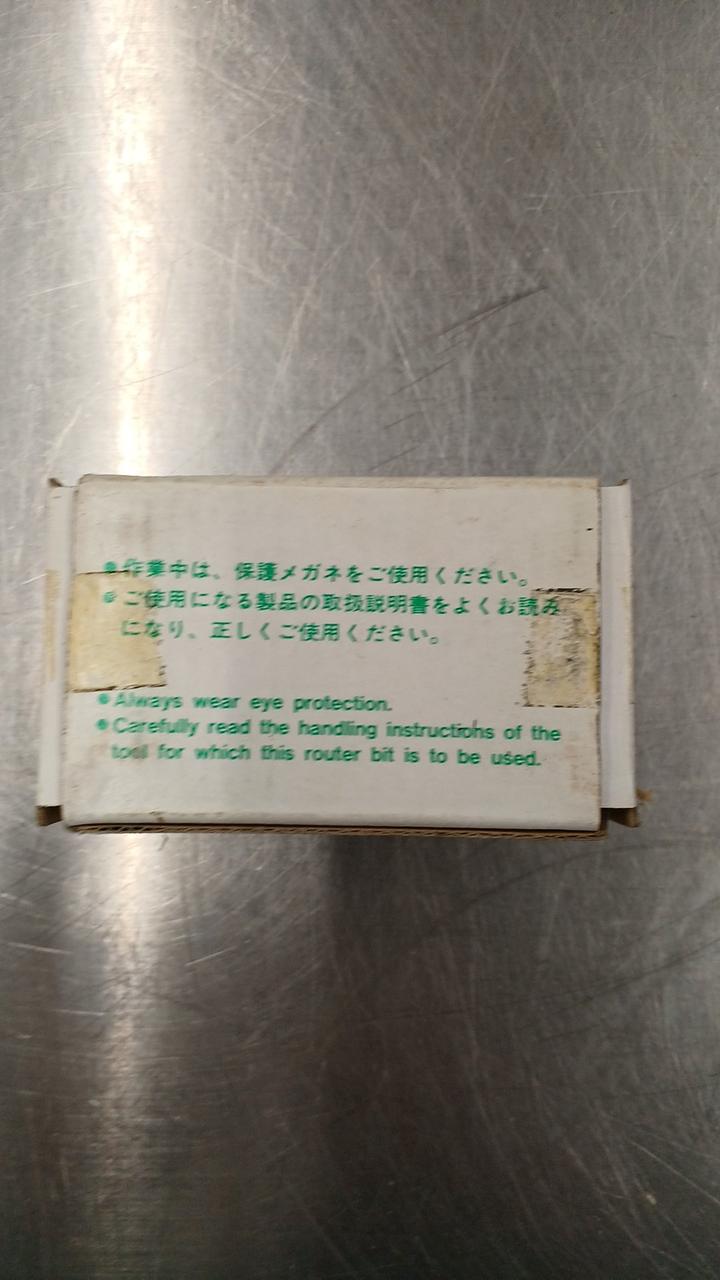 ●作業中は、保護メガネをご使用ください。
●ご使用になる製品の取扱説明書をよくお読み
になり、正しくご使用ください。
●Always wear eye protection.
●Carefully read the handling instructions of the
tool for which this router bit is to be used.